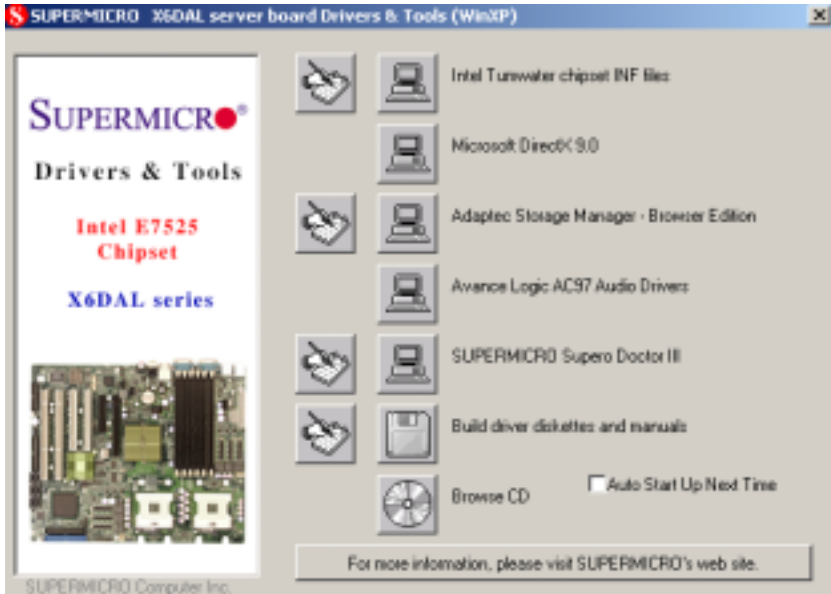 SUPERMICRO X6DAL server board Drivers & Tools (WinXP)
SUPERMICRO®
Drivers & Tools
Intel E7525
Chipset
X6DAL series
Intel Tumwater chipset INF files
Microsoft DirectX 9.0
Adaptec Storage Manager - Browser Edition
Avance Logic AC97 Audio Drivers
SUPERMICRO Supero Doctor III
Build driver diskettes and manuals
Browse CD
Auto Start Up Next Time
For more information, please visit SUPERMICRO's web site.
SUPERMICRO Computer Inc.